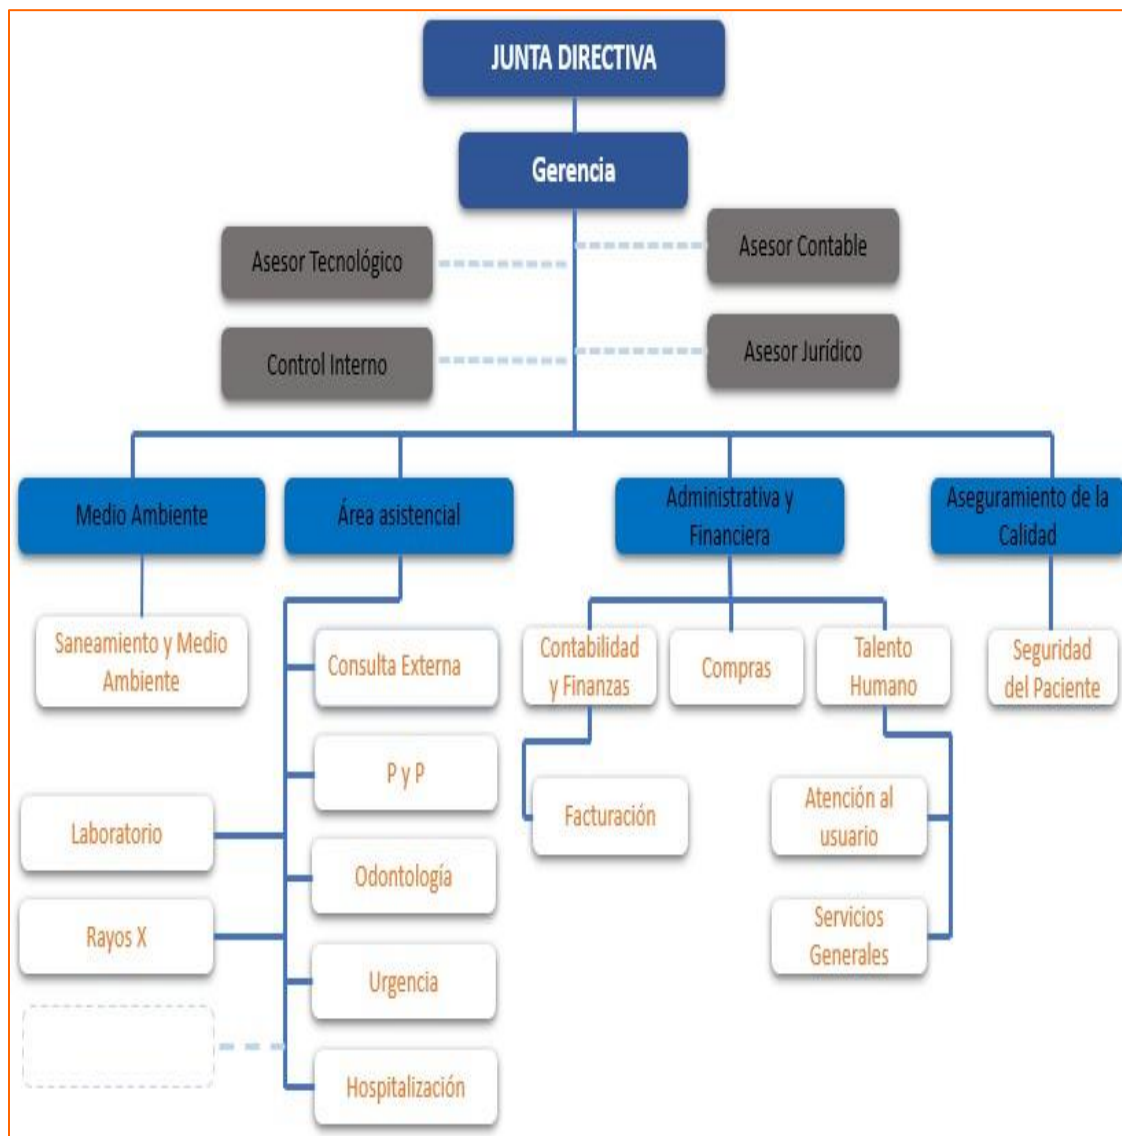 JUNTA DIRECTIVA
Gerencia
Asesor Tecnológico
Asesor Contable
Control Interno
Asesor Jurídico
Medio Ambiente
Área asistencial
Administrativa y
Financiera
Aseguramiento de la
Calidad
Saneamiento y Medio
Ambiente
Consulta Externa
Contabilidad
y Finanzas
Compras
Talento
Humano
Seguridad
del Paciente
P y P
Laboratorio
Facturación
Atención al
usuario
Odontología
Rayos X
Servicios
Generales
Urgencia
Hospitalización